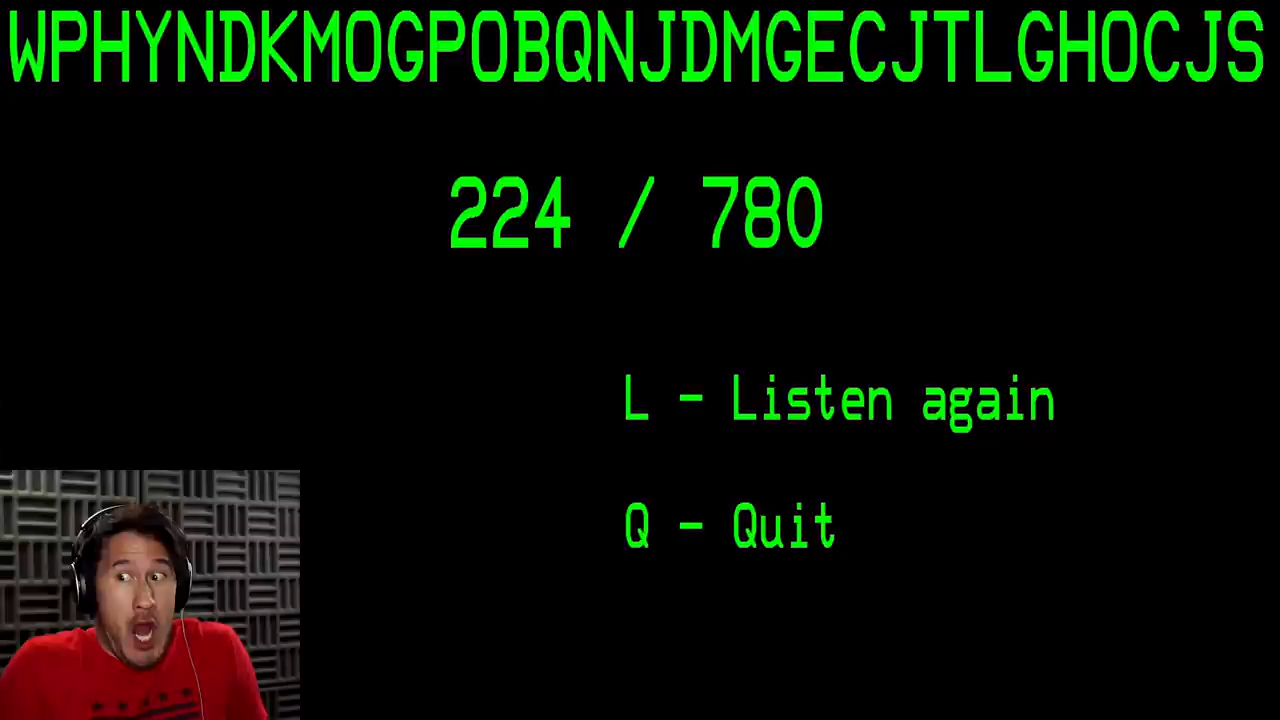 WPHYNDKMOGPOBQNJDMGECJTLGHOCJS
224 / 780
L - Listen again
Q - Quit